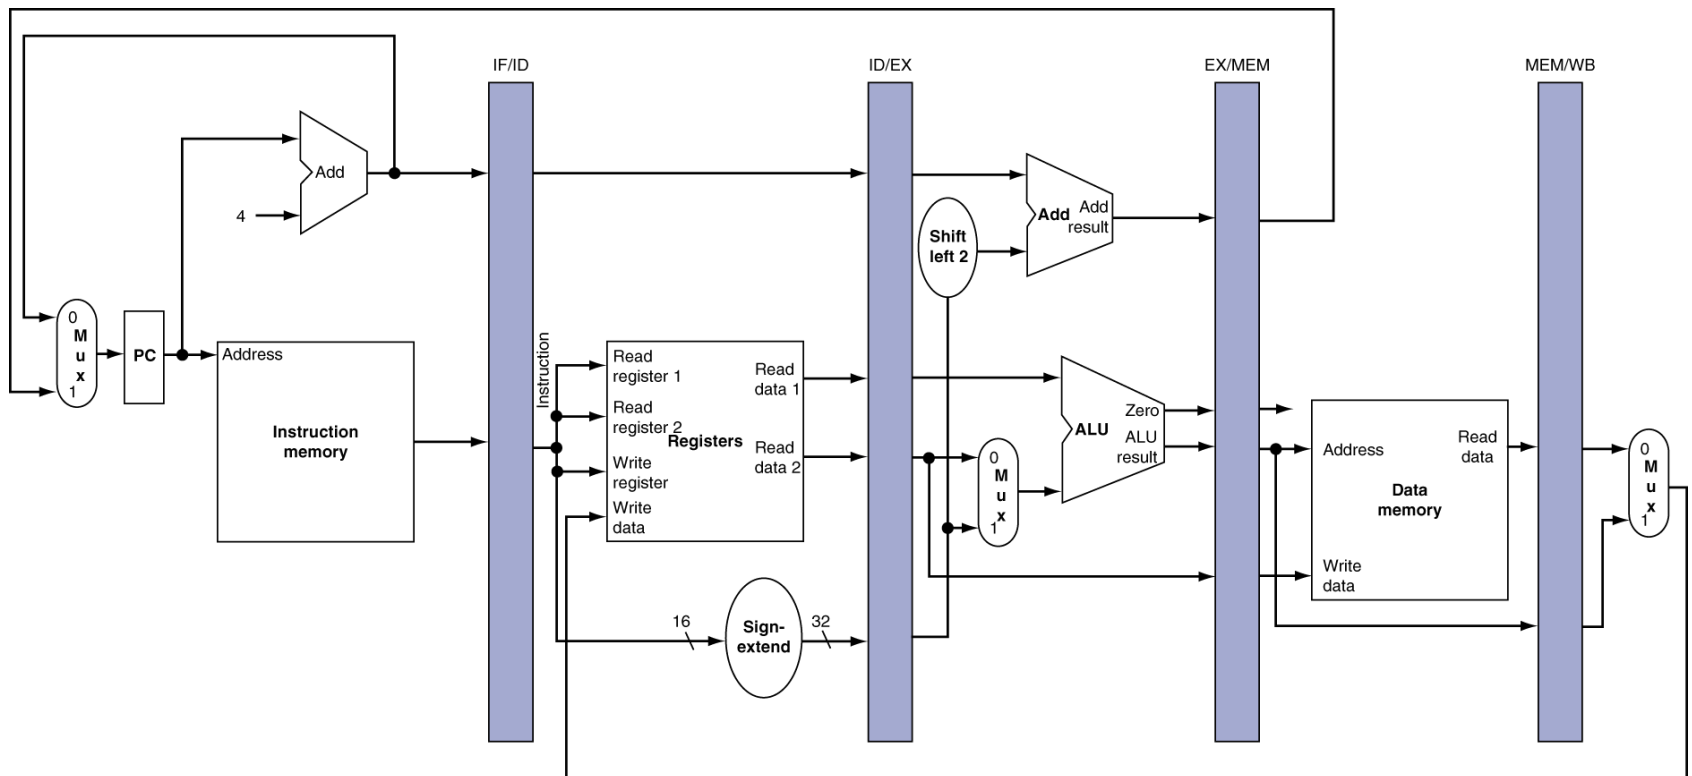 IF/ID
ID/EX
EX/MEM
MEM/WB
Add
4
Add
Add
result
Shift
left 2
0
M
u
x
1
PC
Address
Instruction
memory
Instruction
Read
register 1
Read
register 2
Registers
Write
register
Write
data
Read
data 1
Read
data 2
16
Sign-
extend
32
0
M
u
x
1
ALU
Zero
ALU
result
Address
Read
data
Data
memory
Write
data
0
M
u
x
1